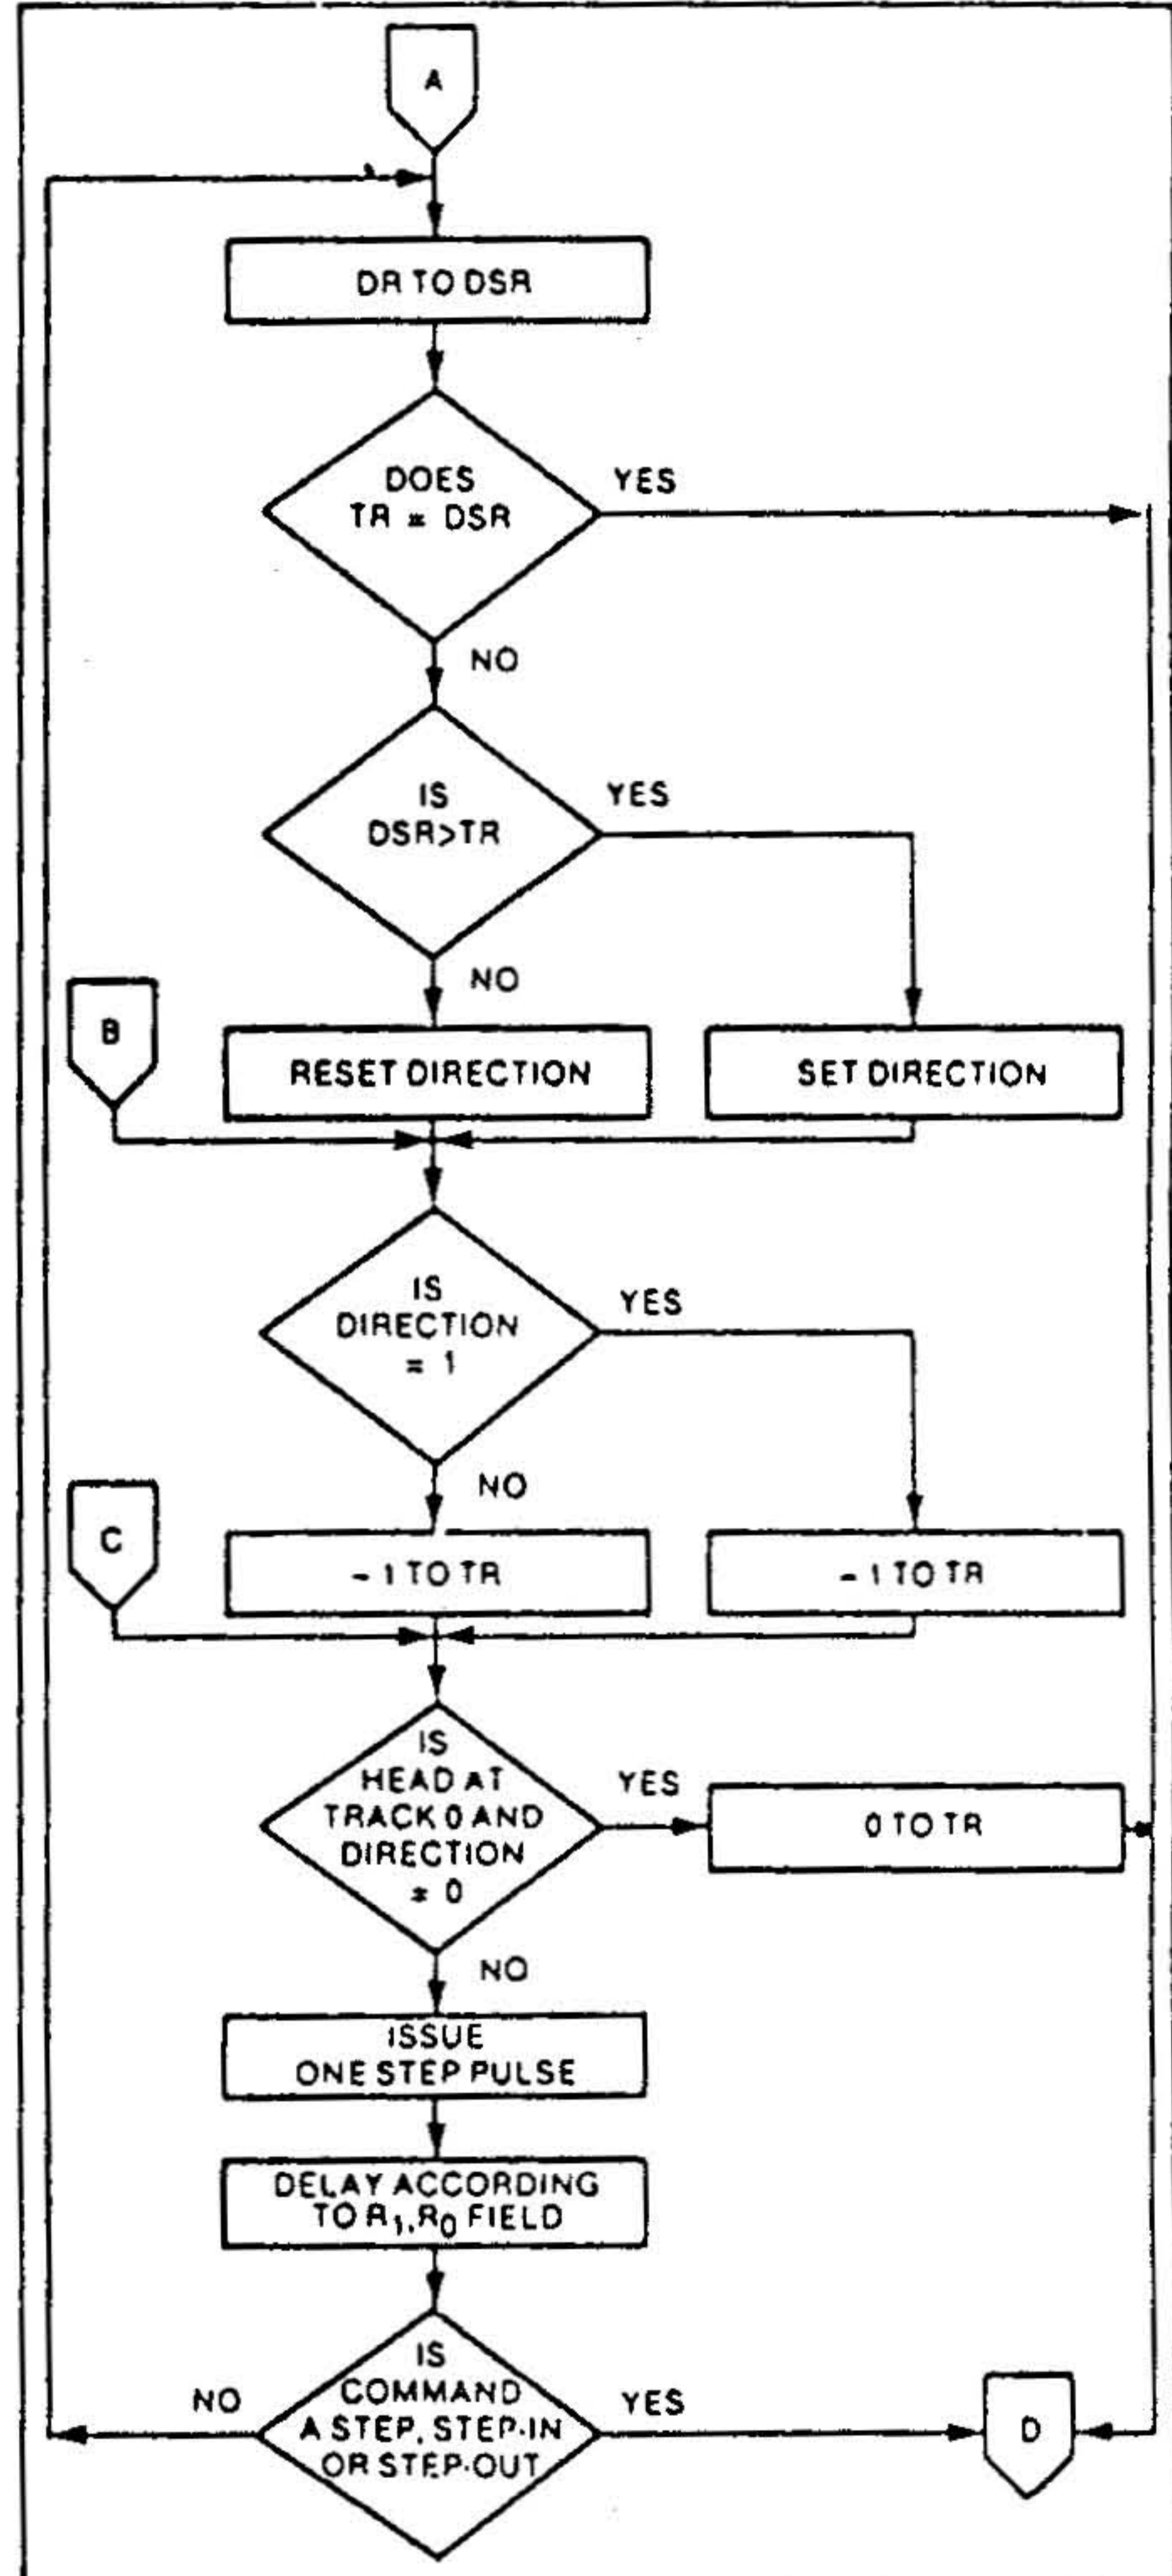 A
DR TO DSR
DOES
TR = DSR
YES
NO
IS
DSR>TR
YES
NO
B
RESET DIRECTION
SET DIRECTION
IS
DIRECTION
= 1
YES
NO
C
- 1 TO TR
- 1 TO TR
IS
HEAD AT
TRACK 0 AND
DIRECTION
= 0
YES
0 TO TR
NO
ISSUE
ONE STEP PULSE
DELAY ACCORDING
TO R1, R0 FIELD
IS
COMMAND
A STEP, STEP-IN
OR STEP-OUT
NO
YES
D